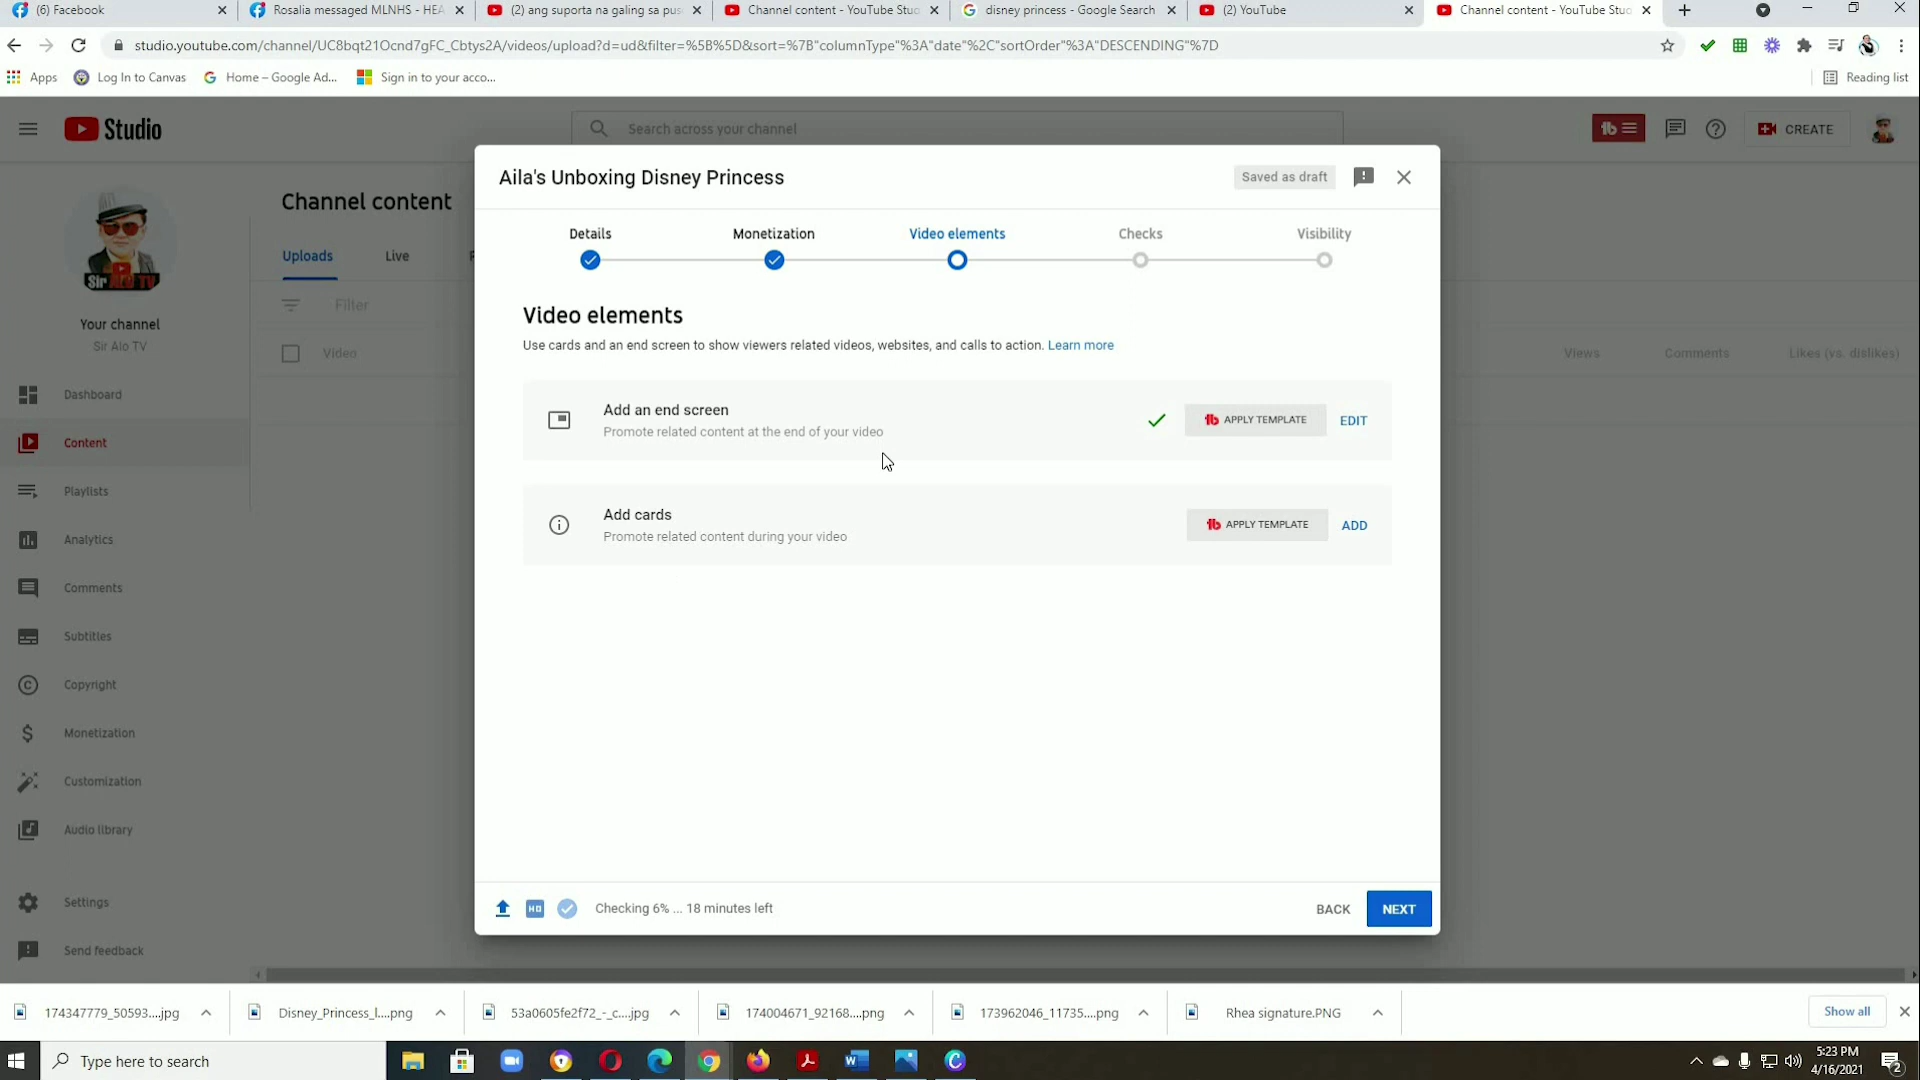 (6) Facebook
Rosalia messaged MLNHS - HEA
(2) ang suporta na galing sa pus
Channel content - YouTube Stu
disney princess - Google Search
(2) YouTube
Channel content - YouTube Stu
studio.youtube.com/channel/UC8bqt21Ocnd7gFC_Cbtys2A/videos/upload?d=ud&filter=%5B%5D&sort=%7B"columnType"%3A"date"%2C"sortOrder"%3A"DESCENDING"%7D
Apps
Log In to Canvas
Home – Google Ad...
Sign in to your acco...
Reading list
Studio
Search across your channel
CREATE
Aila's Unboxing Disney Princess
Saved as draft
Details
Monetization
Video elements
Checks
Visibility
Video elements
Use cards and an end screen to show viewers related videos, websites, and calls to action. Learn more
Add an end screen
Promote related content at the end of your video
APPLY TEMPLATE
EDIT
Add cards
Promote related content during your video
APPLY TEMPLATE
ADD
Checking 6% ... 18 minutes left
BACK
NEXT
Channel content
Uploads
Live
Filter
Video
Views
Comments
Likes (vs. dislikes)
Sir Alo TV
Your channel
Sir Alo TV
Dashboard
Content
Playlists
Analytics
Comments
Subtitles
Copyright
Monetization
Customization
Audio library
Settings
Send feedback
174347779_50593....jpg
Disney_Princess_l....png
53a0605fe2f72_-_c....jpg
174004671_92168....png
173962046_11735....png
Rhea signature.PNG
Show all
Type here to search
5:23 PM
4/16/2021
2